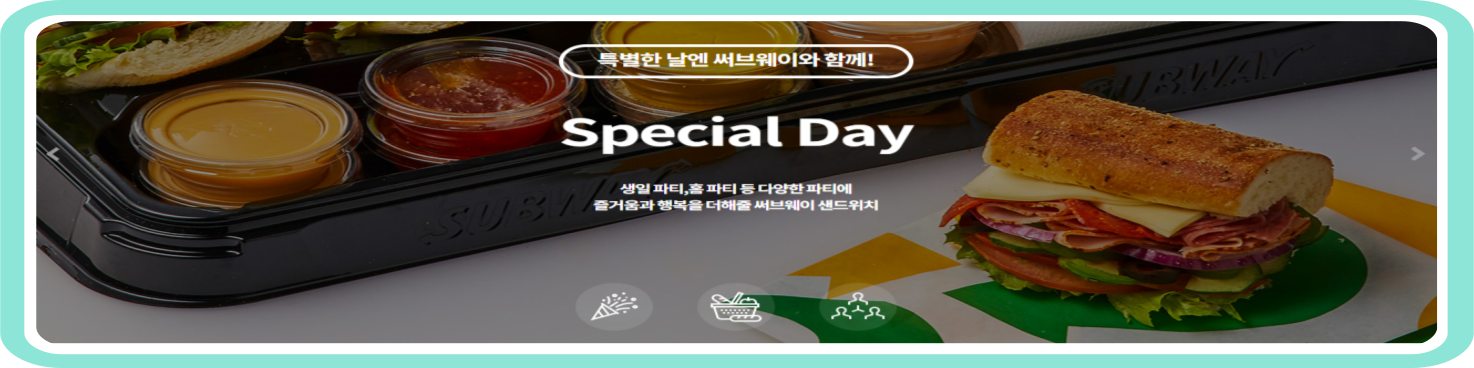 특별한 날엔 써브웨이와 함께!
SUBWAY
Special Day
생일 파티,홈 파티 등 다양한 파티에
즐거움과 행복을 더해줄 써브웨이 샌드위치
SUBWAY